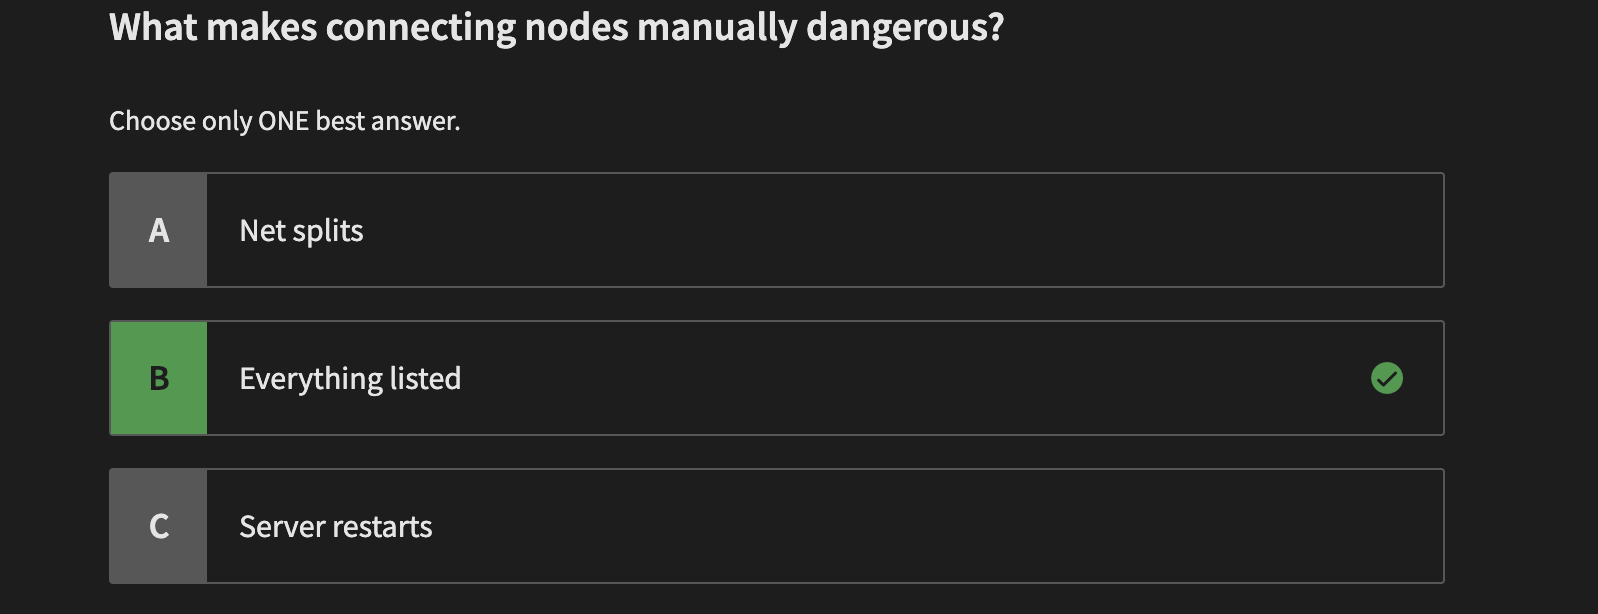 What makes connecting nodes manually dangerous?
Choose only ONE best answer.
A Net splits
B Everything listed
C Server restarts